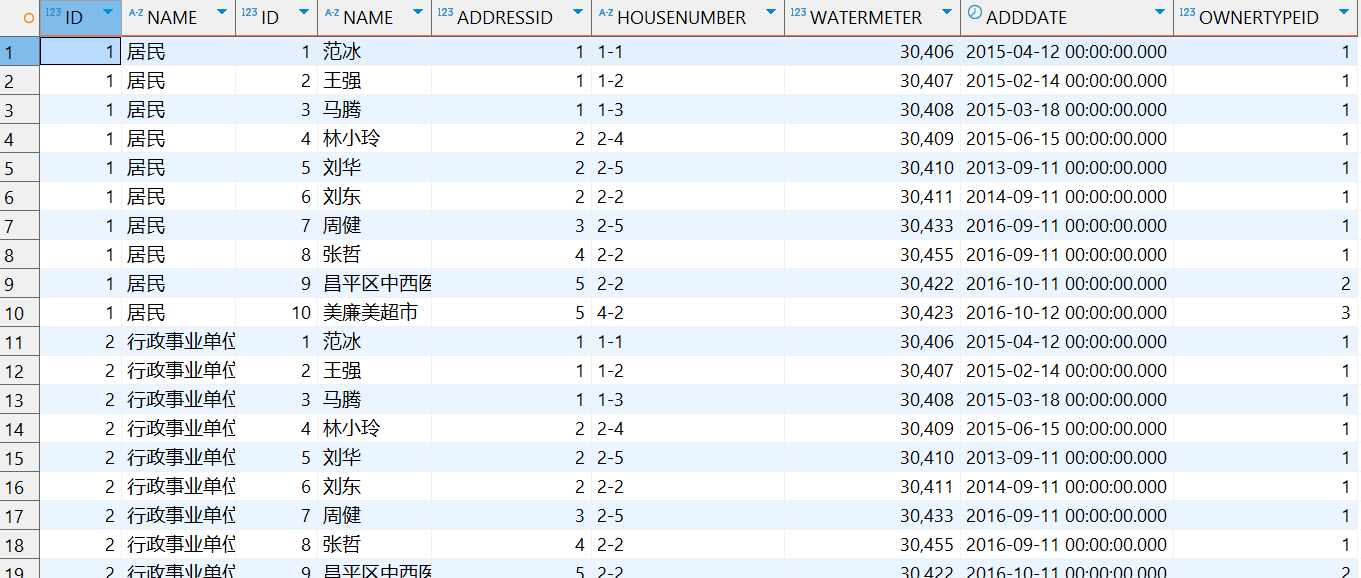 123 ID A-Z NAME 123 ID A-Z NAME 123 ADDRESSID A-Z HOUSENUMBER 123 WATERMETER ADDDATE 123 OWNERTYPEID
1 1 居民 1 范冰 1 1-1 30,406 2015-04-12 00:00:00.000 1
2 1 居民 2 王强 1 1-2 30,407 2015-02-14 00:00:00.000 1
3 1 居民 3 马腾 1 1-3 30,408 2015-03-18 00:00:00.000 1
4 1 居民 4 林小玲 2 2-4 30,409 2015-06-15 00:00:00.000 1
5 1 居民 5 刘华 2 2-5 30,410 2013-09-11 00:00:00.000 1
6 1 居民 6 刘东 2 2-2 30,411 2014-09-11 00:00:00.000 1
7 1 居民 7 周健 3 2-5 30,433 2016-09-11 00:00:00.000 1
8 1 居民 8 张哲 4 2-2 30,455 2016-09-11 00:00:00.000 1
9 1 居民 9 昌平区中西医 5 2-2 30,422 2016-10-11 00:00:00.000 2
10 1 居民 10 美廉美超市 5 4-2 30,423 2016-10-12 00:00:00.000 3
11 2 行政事业单位 1 范冰 1 1-1 30,406 2015-04-12 00:00:00.000 1
12 2 行政事业单位 2 王强 1 1-2 30,407 2015-02-14 00:00:00.000 1
13 2 行政事业单位 3 马腾 1 1-3 30,408 2015-03-18 00:00:00.000 1
14 2 行政事业单位 4 林小玲 2 2-4 30,409 2015-06-15 00:00:00.000 1
15 2 行政事业单位 5 刘华 2 2-5 30,410 2013-09-11 00:00:00.000 1
16 2 行政事业单位 6 刘东 2 2-2 30,411 2014-09-11 00:00:00.000 1
17 2 行政事业单位 7 周健 3 2-5 30,433 2016-09-11 00:00:00.000 1
18 2 行政事业单位 8 张哲 4 2-2 30,455 2016-09-11 00:00:00.000 1
19 2 行政事业单位 9 昌平区中西医 5 2-2 30,422 2016-10-11 00:00:00.000 2